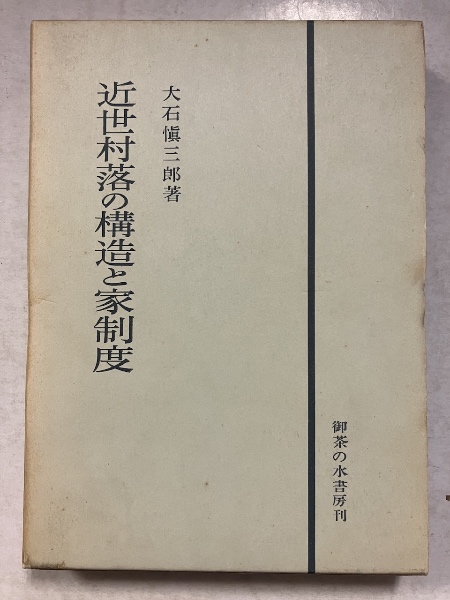 近世村落の構造と家制度
大石慎三郎著
御茶の水書房刊